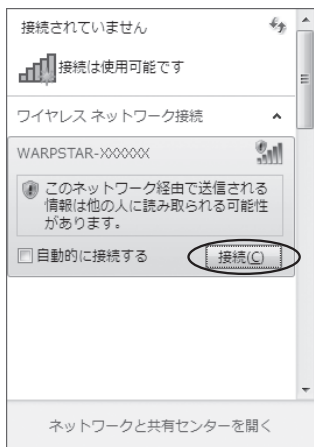 接続されていません
接続は使用可能です
ワイヤレス ネットワーク接続
WARPSTAR-XXXXXX
このネットワーク経由で送信される
情報は他の人に読み取られる可能性
があります。
自動的に接続する
接続(C)
ネットワークと共有センターを開く